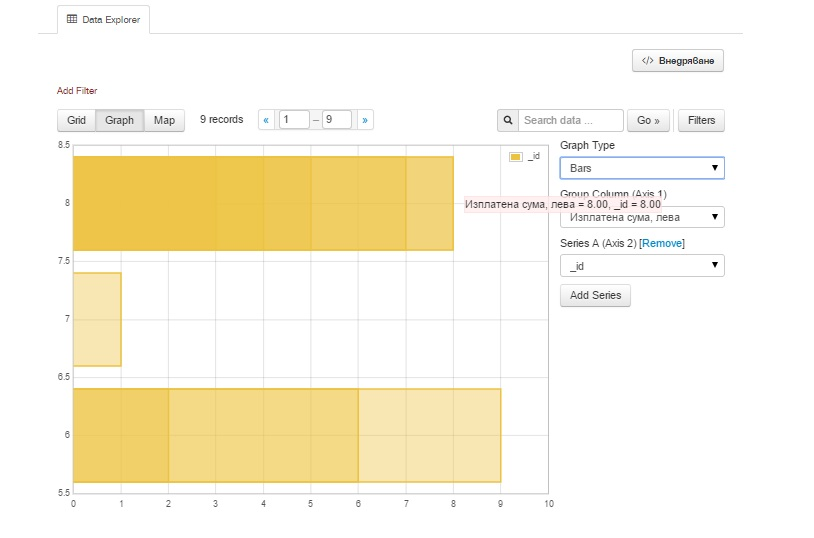 Data Explorer
</> Внедряване
Add Filter
Grid Graph Map 9 records « 1 – 9 » Search data ... Go » Filters
Graph Type
Bars
Group Column (Axis 1)
Изплатена сума, лева = 8.00, _id = 8.00
Изплатена сума, лева
Series A (Axis 2) [Remove]
_id
Add Series
_id
8.5
8
7.5
7
6.5
6
5.5
0 1 2 3 4 5 6 7 8 9 10